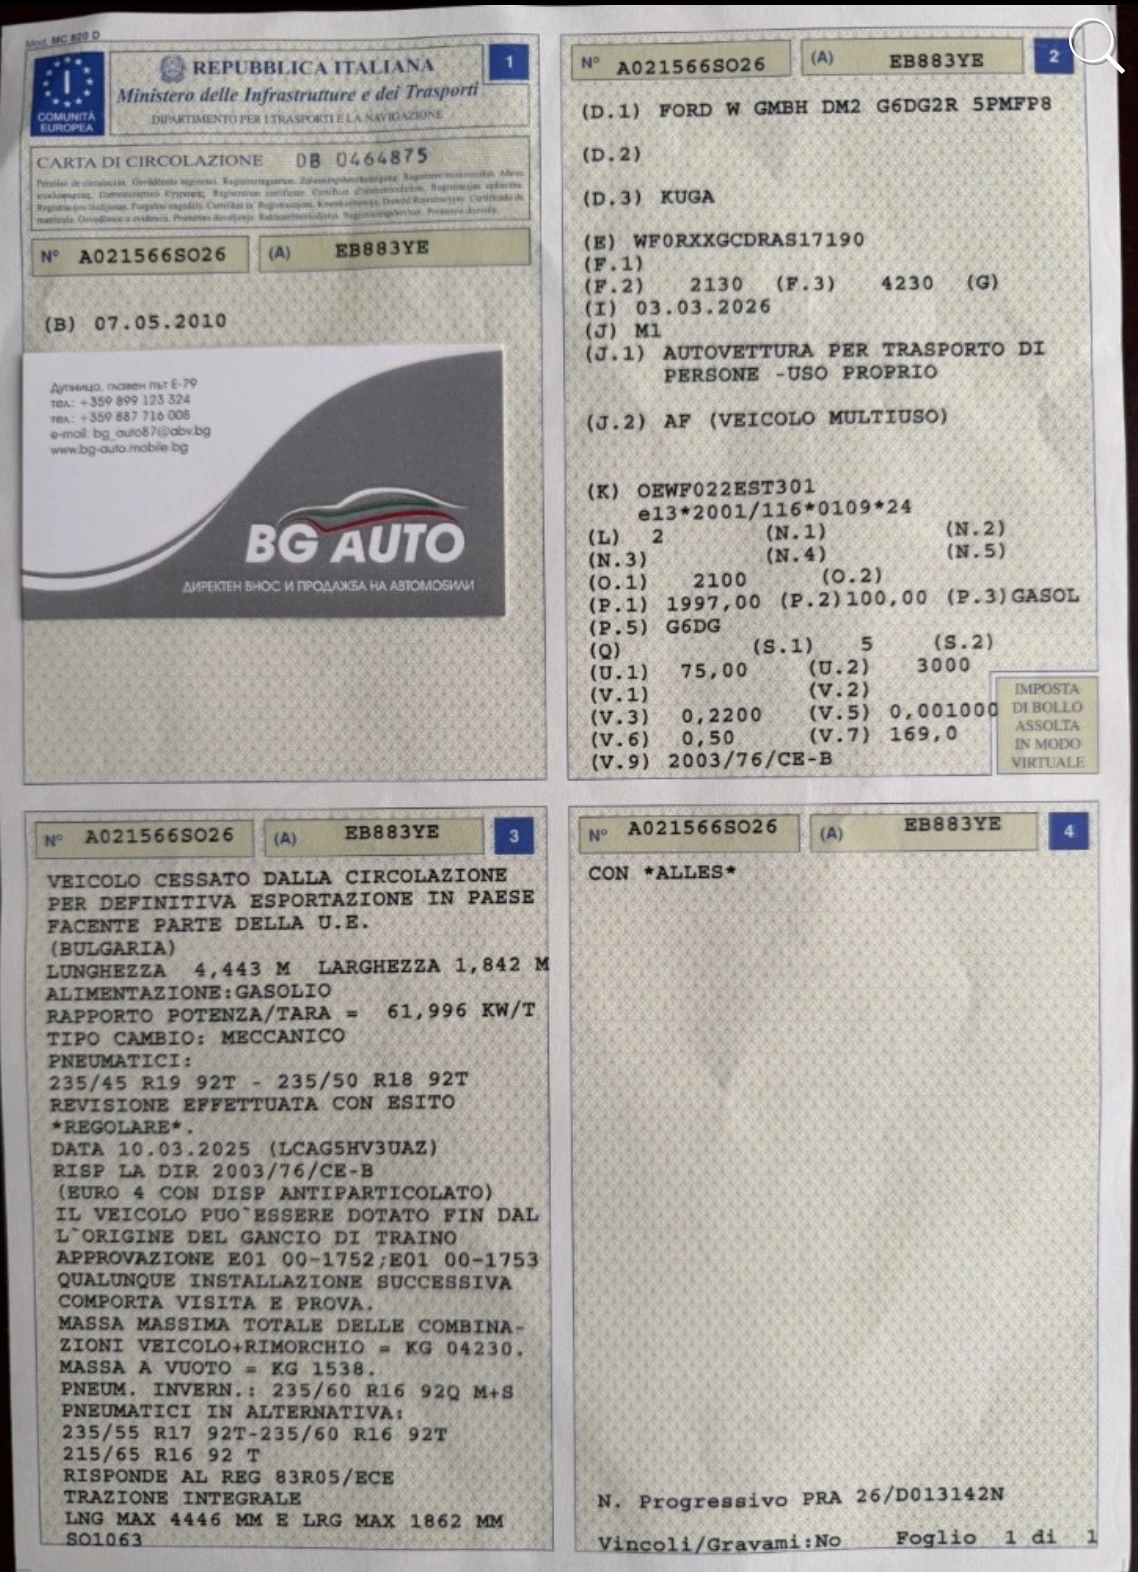 Mod. MC 820 D
COMUNITÀ
EUROPEA
REPUBBLICA ITALIANA
Ministero delle Infrastrutture e dei Trasporti
DIPARTIMENTO PER I TRASPORTI E LA NAVIGAZIONE
1
CARTA DI CIRCOLAZIONE DB 0464875
N° A021566SO26 (A) EB883YE
(B) 07.05.2010
Дупница, главен път Е-79
тел.: +359 899 123 324
тел.: +359 887 716 008
e-mail: bg_auto87@abv.bg
www.bg-auto.mobile.bg
BG AUTO
ДИРЕКТЕН ВНОС И ПРОДАЖБА НА АВТОМОБИЛИ
N° A021566SO26 (A) EB883YE 2
(D.1) FORD W GMBH DM2 G6DG2R 5PMFP8
(D.2)
(D.3) KUGA
(E) WF0RXXGCDRAS17190
(F.1)
(F.2) 2130 (F.3) 4230 (G)
(I) 03.03.2026
(J) M1
(J.1) AUTOVETTURA PER TRASPORTO DI
PERSONE -USO PROPRIO
(J.2) AF (VEICOLO MULTIUSO)
(K) OEWF022EST301
e13*2001/116*0109*24
(L) 2 (N.1) (N.2)
(N.3) (N.4) (N.5)
(O.1) 2100 (O.2)
(P.1) 1997,00 (P.2)100,00 (P.3)GASOL
(P.5) G6DG
(Q) (S.1) 5 (S.2)
(U.1) 75,00 (U.2) 3000
(V.1) (V.2)
(V.3) 0,2200 (V.5) 0,001000
(V.6) 0,50 (V.7) 169,0
(V.9) 2003/76/CE-B
IMPOSTA
DI BOLLO
ASSOLTA
IN MODO
VIRTUALE
N° A021566SO26 (A) EB883YE 3
VEICOLO CESSATO DALLA CIRCOLAZIONE
PER DEFINITIVA ESPORTAZIONE IN PAESE
FACENTE PARTE DELLA U.E.
(BULGARIA)
LUNGHEZZA 4,443 M LARGHEZZA 1,842 M
ALIMENTAZIONE:GASOLIO
RAPPORTO POTENZA/TARA = 61,996 KW/T
TIPO CAMBIO: MECCANICO
PNEUMATICI:
235/45 R19 92T - 235/50 R18 92T
REVISIONE EFFETTUATA CON ESITO
*REGOLARE*.
DATA 10.03.2025 (LCAG5HV3UAZ)
RISP LA DIR 2003/76/CE-B
(EURO 4 CON DISP ANTIPARTICOLATO)
IL VEICOLO PUO`ESSERE DOTATO FIN DAL
L`ORIGINE DEL GANCIO DI TRAINO
APPROVAZIONE E01 00-1752;E01 00-1753
QUALUNQUE INSTALLAZIONE SUCCESSIVA
COMPORTA VISITA E PROVA.
MASSA MASSIMA TOTALE DELLE COMBINA-
ZIONI VEICOLO+RIMORCHIO = KG 04230.
MASSA A VUOTO = KG 1538.
PNEUM. INVERN.: 235/60 R16 92Q M+S
PNEUMATICI IN ALTERNATIVA:
235/55 R17 92T-235/60 R16 92T
215/65 R16 92 T
RISPONDE AL REG 83R05/ECE
TRAZIONE INTEGRALE
LNG MAX 4446 MM E LRG MAX 1862 MM
SO1063
N° A021566SO26 (A) EB883YE 4
CON *ALLES*
N. Progressivo PRA 26/D013142N
Vincoli/Gravami:No Foglio 1 di 1